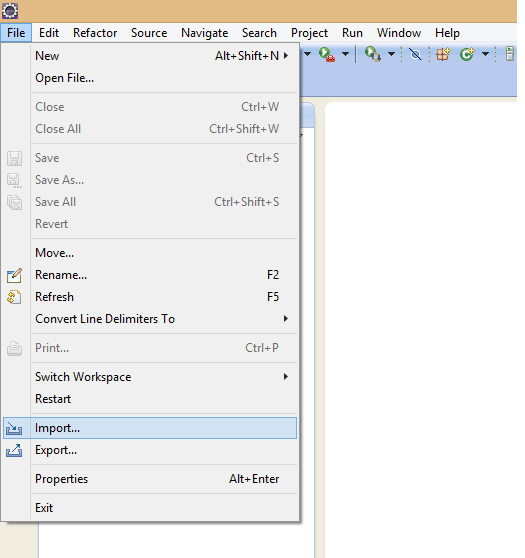 File Edit Refactor Source Navigate Search Project Run Window Help
New Alt+Shift+N
Open File...
Close Ctrl+W
Close All Ctrl+Shift+W
Save Ctrl+S
Save As...
Save All Ctrl+Shift+S
Revert
Move...
Rename... F2
Refresh F5
Convert Line Delimiters To
Print... Ctrl+P
Switch Workspace
Restart
Import...
Export...
Properties Alt+Enter
Exit